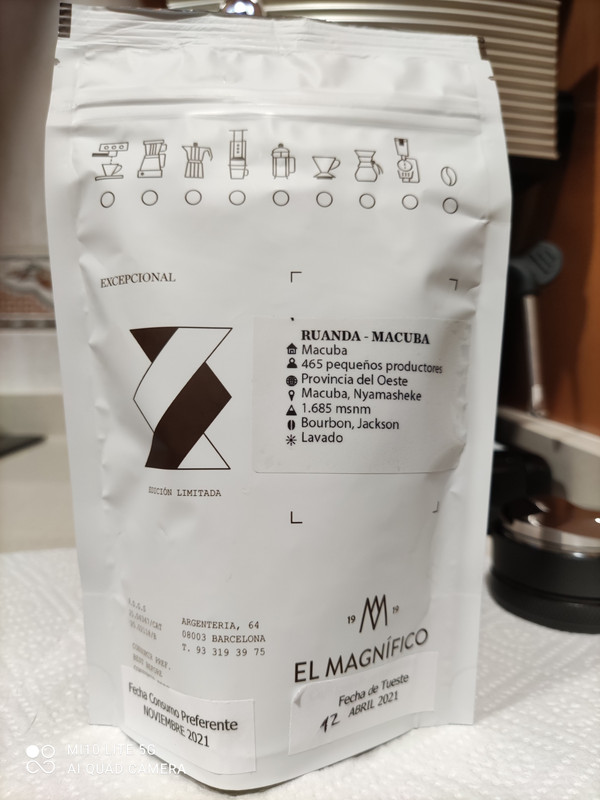 EXCEPCIONAL
RUANDA - MACUBA
Macuba
465 pequeños productores
Provincia del Oeste
Macuba, Nyamasheke
1.685 msnm
Bourbon, Jackson
Lavado
EDICIÓN LIMITADA
ARGENTERIA, 64
08003 BARCELONA
T. 93 319 39 75
19 M 19
EL MAGNÍFICO
Fecha Consumo Preferente
NOVIEMBRE 2021
Fecha de Tueste
12 ABRIL 2021
MI 10 LITE 5G
AI QUAD CAMERA